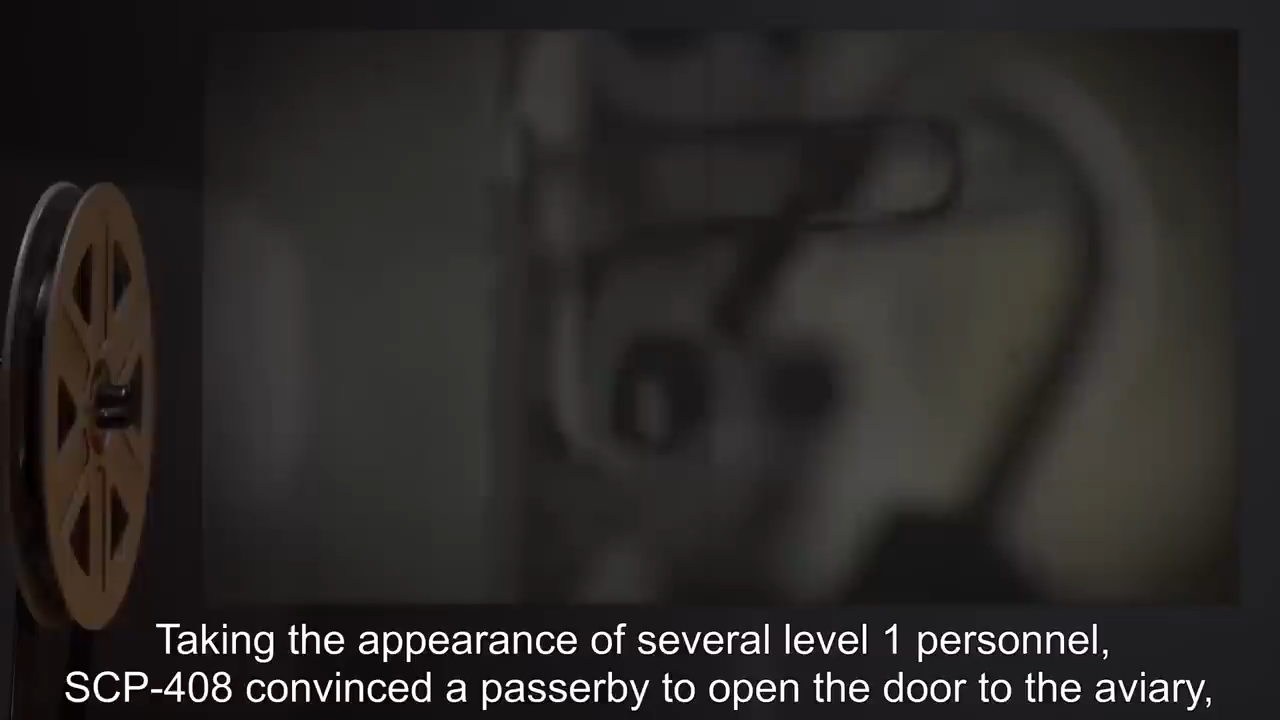 Taking the appearance of several level 1 personnel,
SCP-408 convinced a passerby to open the door to the aviary,